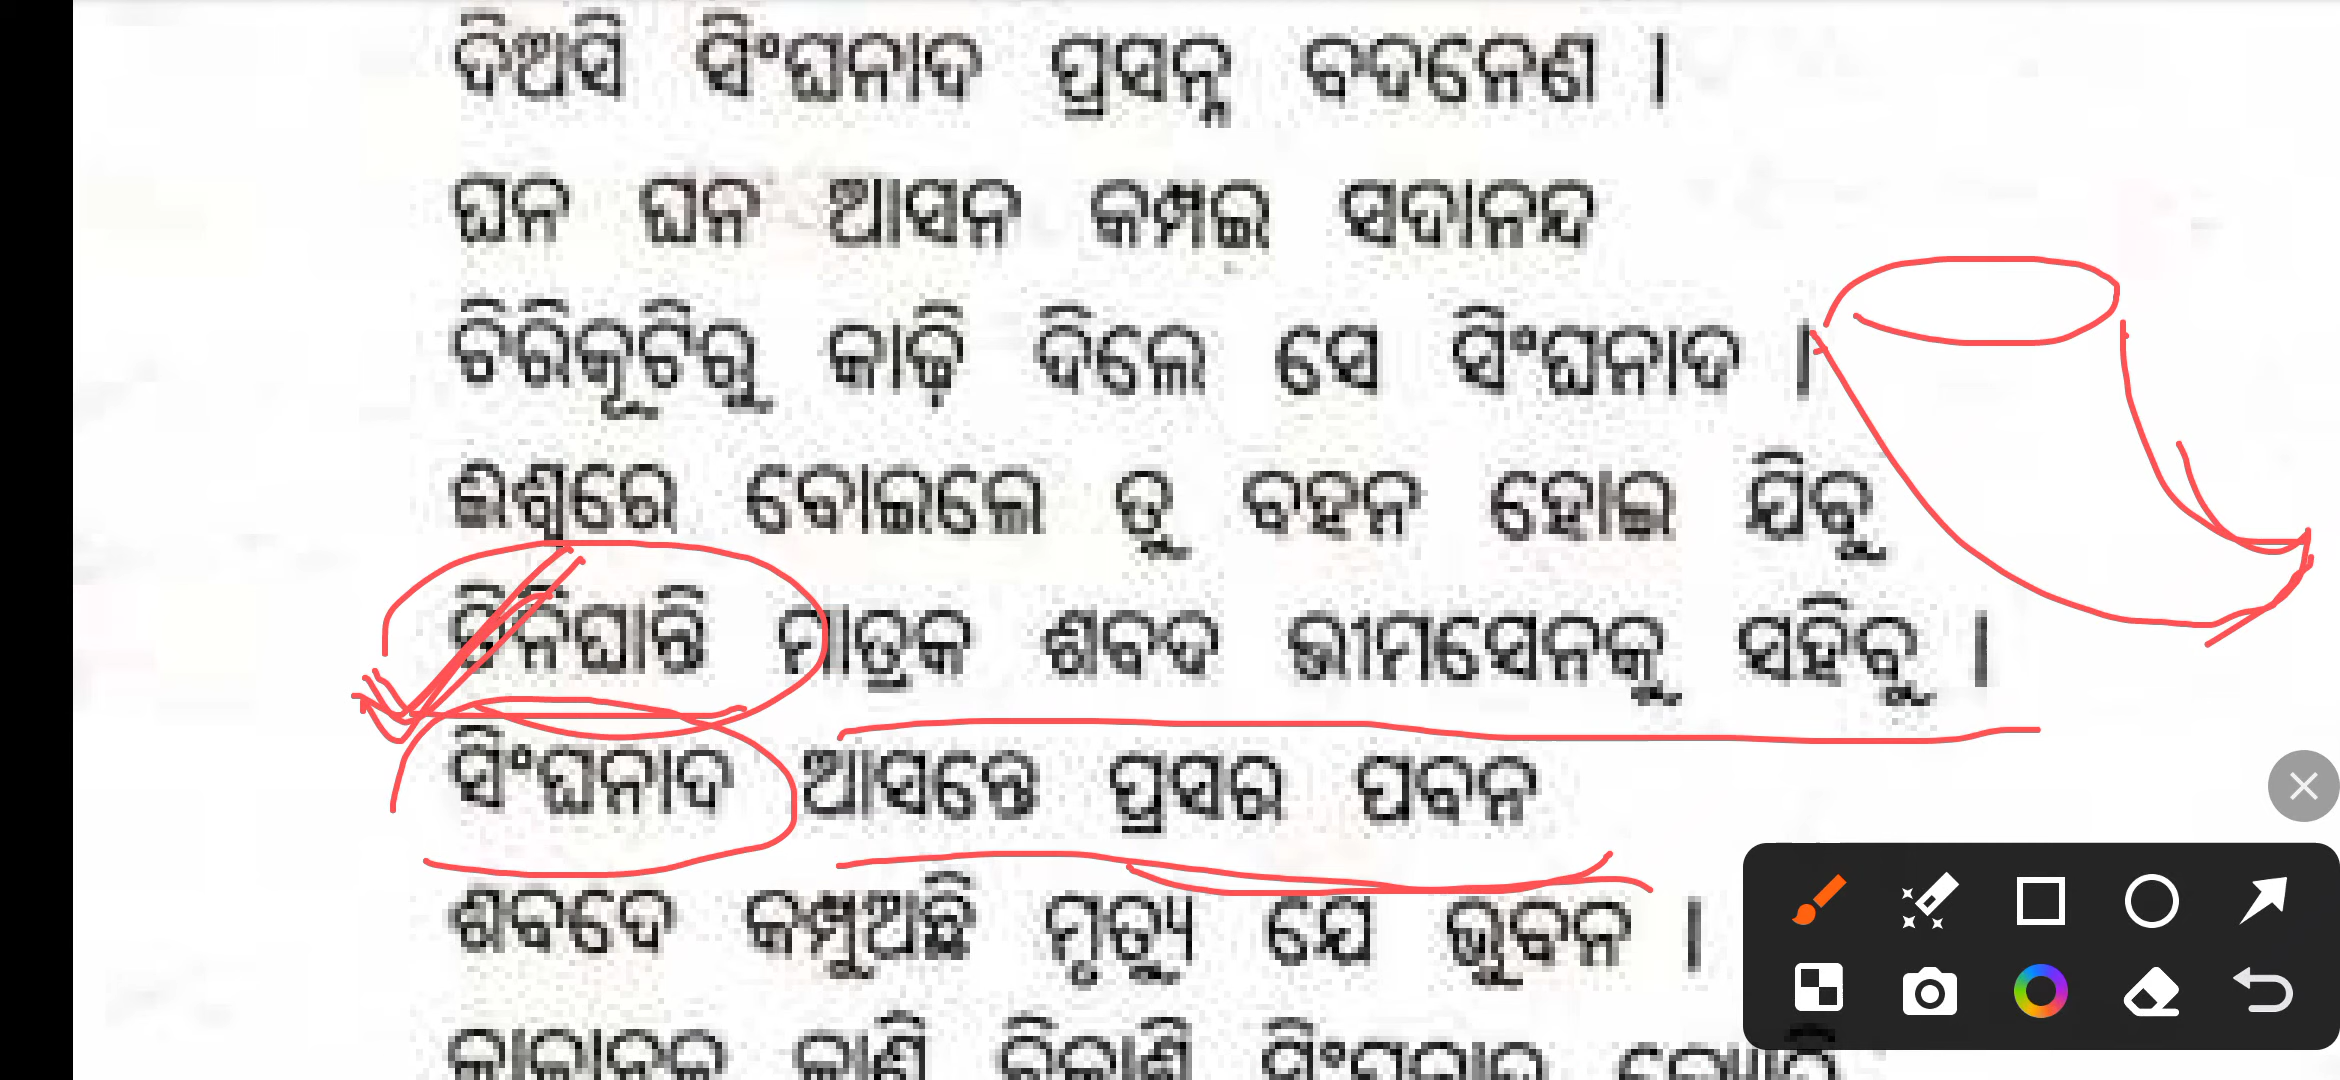 ଦିଅସି ସିଂଘନାଦ ପ୍ରସନ୍ନ ବଦନେଣ ।
ଘନ ଘନ ଆସନ କମ୍ପଇ ସଦାନନ୍ଦ
ଚିରିକୂଟିରୁ କାଢ଼ି ଦିଲେ ସେ ସିଂଘନାଦ ।
ଈଶ୍ୱରେ ବୋଇଲେ ତୁ ବହନ ହୋଇ ଯିବୁ
ମାତ୍ରକ ଶବଦ ଭୀମସେନକୁ ସହିବୁ ।
ସିଂଘନାଦ ଆସନ୍ତେ ପ୍ରସର ପବନ
ଶବଦେ କମ୍ପୁଅଛି ମୃତ୍ୟୁ ଯେ ଭୁବନ ।